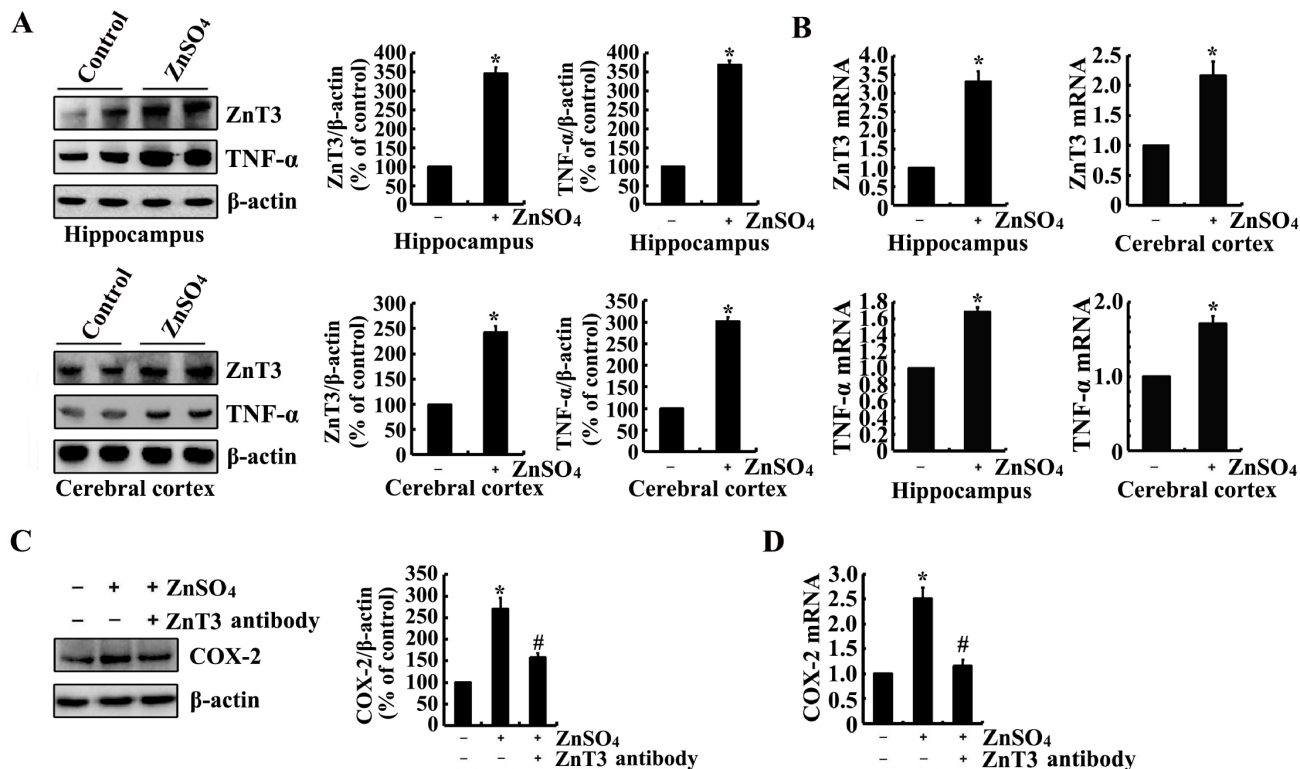 A
Control
ZnSO₄
ZnT3
TNF-α
β-actin
Hippocampus
ZnT3/β-actin
(% of control)
400
350
300
250
200
150
100
50
0
*
– + ZnSO₄
Hippocampus
TNF-α/β-actin
(% of control)
400
350
300
250
200
150
100
50
0
*
– + ZnSO₄
Hippocampus
B
ZnT3 mRNA
4.0
3.5
3.0
2.5
2.0
1.5
1.0
0.5
0
*
– + ZnSO₄
Hippocampus
ZnT3 mRNA
2.5
2.0
1.5
1.0
0.5
0
*
– + ZnSO₄
Cerebral cortex
Control
ZnSO₄
ZnT3
TNF-α
β-actin
Cerebral cortex
ZnT3/β-actin
(% of control)
300
250
200
150
100
50
0
*
– + ZnSO₄
Cerebral cortex
TNF-α/β-actin
(% of control)
350
300
250
200
150
100
50
0
*
– + ZnSO₄
Cerebral cortex
TNF-α mRNA
1.8
1.6
1.4
1.2
1.0
0.8
0.6
0.4
0.2
0
*
– + ZnSO₄
Hippocampus
TNF-α mRNA
2.0
1.0
0
*
– + ZnSO₄
Cerebral cortex
C
– + + ZnSO₄
– – + ZnT3 antibody
COX-2
β-actin
COX-2/β-actin
(% of control)
350
300
250
200
150
100
50
0
*
#
– + + ZnSO₄
– – + ZnT3 antibody
D
COX-2 mRNA
3.0
2.5
2.0
1.5
1.0
0.5
0
*
#
– + + ZnSO₄
– – + ZnT3 antibody